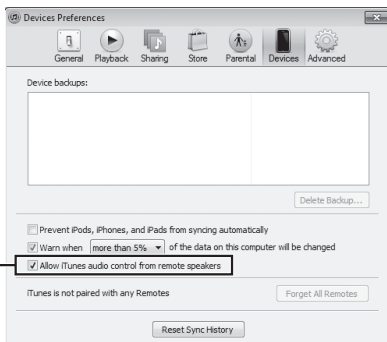 Devices Preferences
General Playback Sharing Store Parental Devices Advanced
Device backups:
Delete Backup...
Prevent iPods, iPhones, and iPads from syncing automatically
Warn when more than 5% of the data on this computer will be changed
Allow iTunes audio control from remote speakers
iTunes is not paired with any Remotes
Forget All Remotes
Reset Sync History